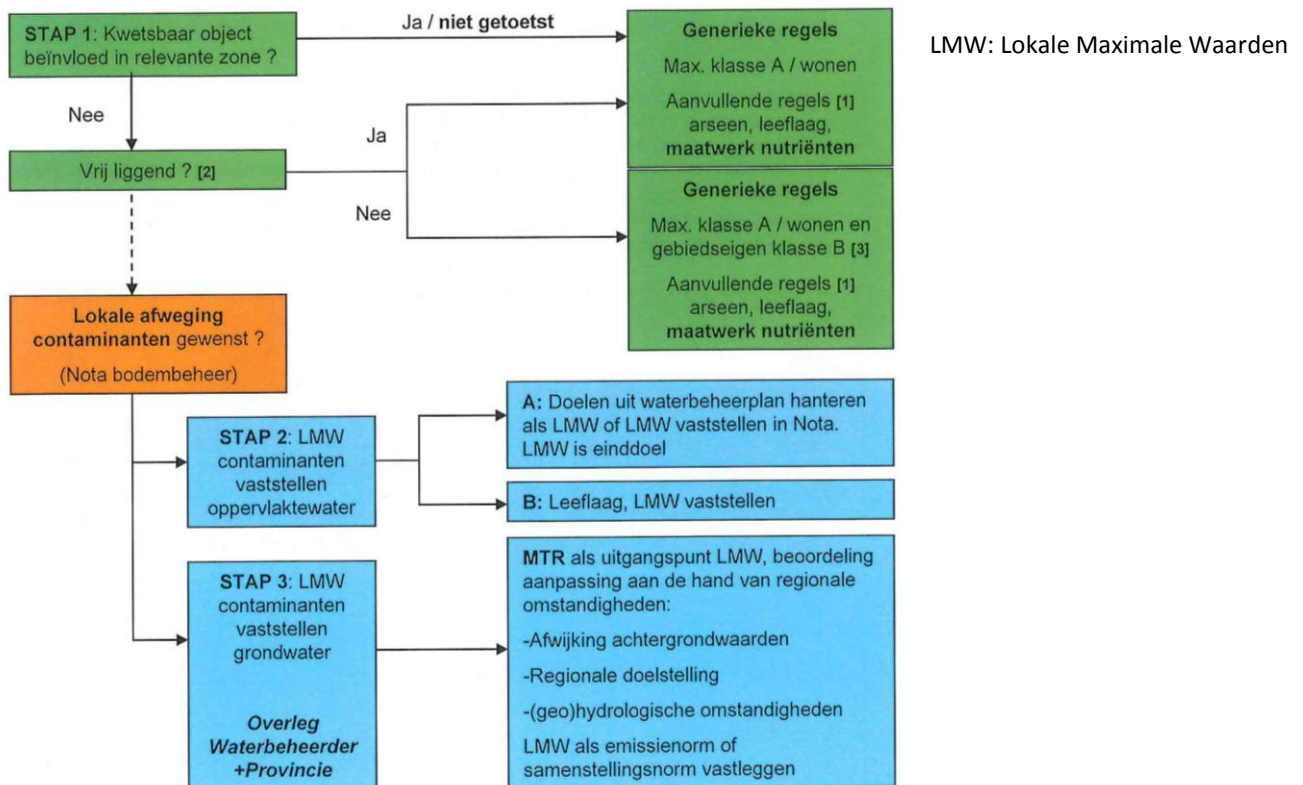 STAP 1: Kwetsbaar object
beïnvloed in relevante zone ?
Ja / niet getoetst
Generieke regels
Max. klasse A / wonen
Aanvullende regels [1]
arseen, leeflaag,
maatwerk nutriënten
LMW: Lokale Maximale Waarden
Nee
Vrij liggend ? [2]
Ja
Nee
Generieke regels
Max. klasse A / wonen en
gebiedseigen klasse B [3]
Aanvullende regels [1]
arseen, leeflaag,
maatwerk nutriënten
Lokale afweging
contaminanten gewenst ?
(Nota bodembeheer)
STAP 2: LMW
contaminanten
vaststellen
oppervlaktewater
A: Doelen uit waterbeheerplan hanteren
als LMW of LMW vaststellen in Nota.
LMW is einddoel
B: Leeflaag, LMW vaststellen
STAP 3: LMW
contaminanten
vaststellen
grondwater
Overleg
Waterbeheerder
+Provincie
MTR als uitgangspunt LMW, beoordeling
aanpassing aan de hand van regionale
omstandigheden:
-Afwijking achtergrondwaarden
-Regionale doelstelling
-(geo)hydrologische omstandigheden
LMW als emissienorm of
samenstellingsnorm vastleggen